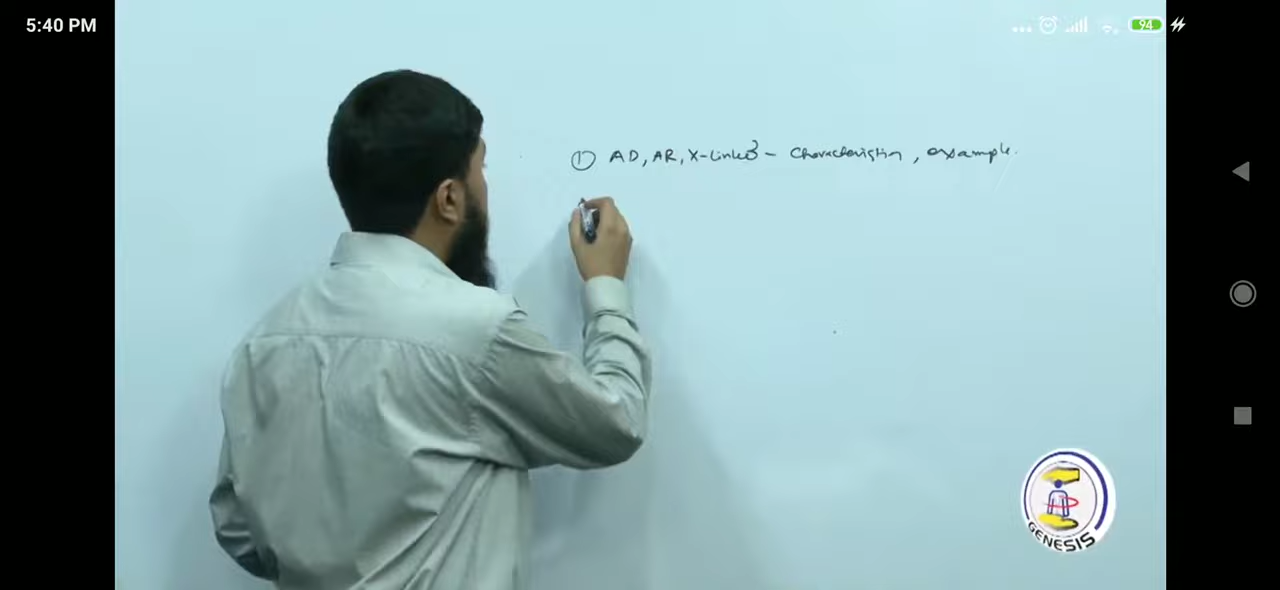 5:40 PM
94
① AD, AR, X-Linked - Characteristics, example.
GENESIS